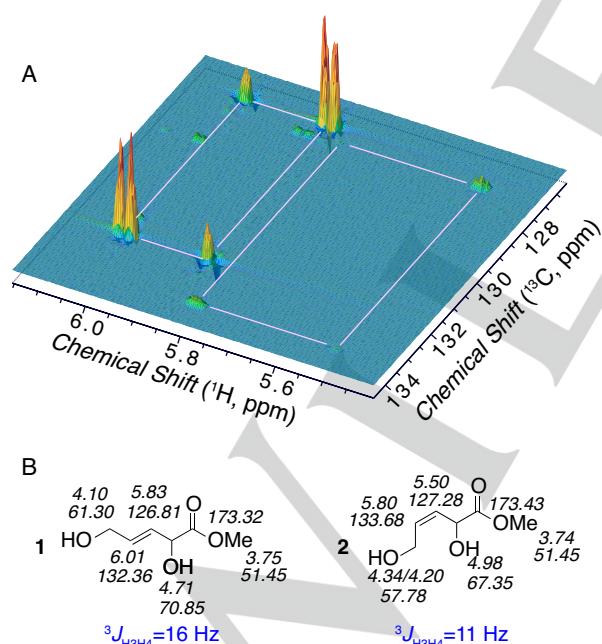 A
128
130
132
134
Chemical Shift (¹³C, ppm)
6.0
5.8
5.6
Chemical Shift (¹H, ppm)
B
4.10 5.83
61.30 126.81
O
173.32
1 HO
OMe
6.01
132.36
OH
3.75
51.45
4.71
70.85
³J_H3H4=16 Hz
5.50
127.28
O
5.80
133.68
173.43
2
OMe
HO
OH
3.74
51.45
4.34/4.20
57.78
4.98
67.35
³J_H3H4=11 Hz